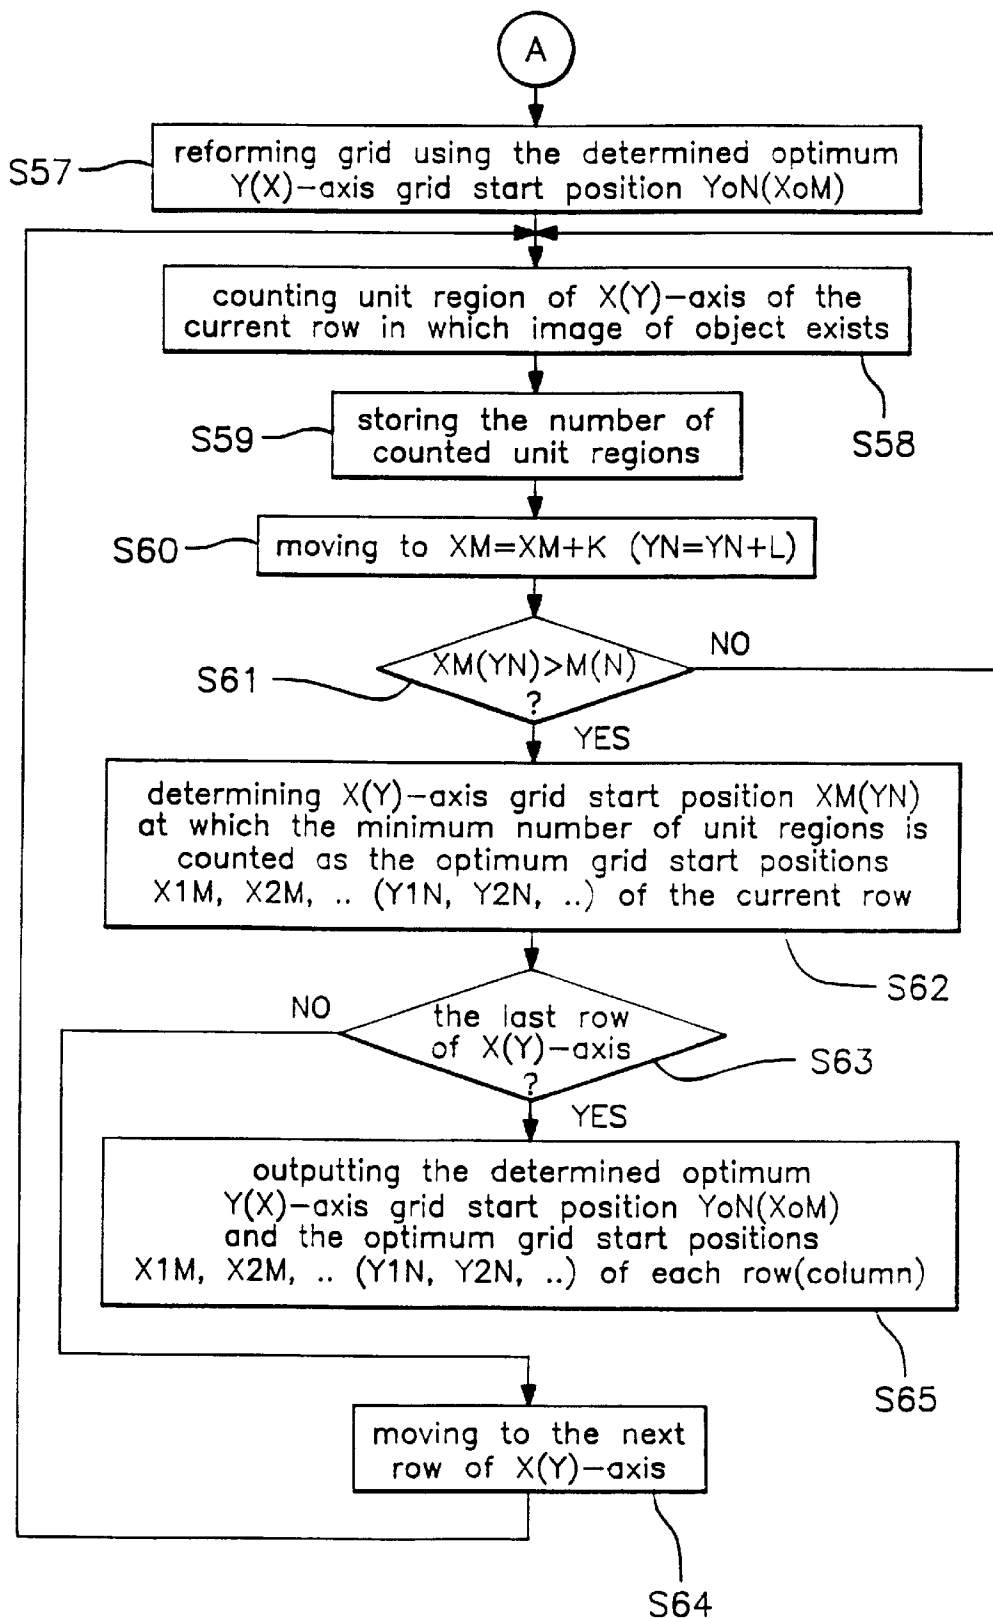 A
reforming grid using the determined optimum
Y(X)-axis grid start position YoN(XoM)
S57
counting unit region of X(Y)-axis of the
current row in which image of object exists
S58
storing the number of
counted unit regions
S59
moving to XM=XM+K (YN=YN+L)
S60
XM(YN)>M(N)
?
NO
S61
YES
determining X(Y)-axis grid start position XM(YN)
at which the minimum number of unit regions is
counted as the optimum grid start positions
X1M, X2M, .. (Y1N, Y2N, ..) of the current row
S62
NO
the last row
of X(Y)-axis
?
S63
YES
outputting the determined optimum
Y(X)-axis grid start position YoN(XoM)
and the optimum grid start positions
X1M, X2M, .. (Y1N, Y2N, ..) of each row(column)
S65
moving to the next
row of X(Y)-axis
S64